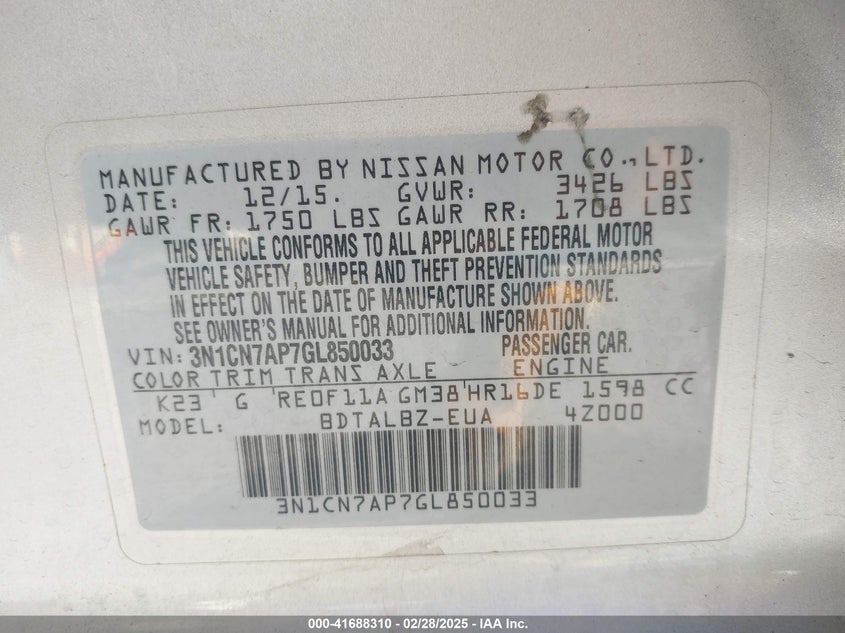 MANUFACTURED BY NISSAN MOTOR CO., LTD.
DATE: 12/15. GVWR: 3426 LBS
GAWR FR: 1750 LBS GAWR RR: 1708 LBS
THIS VEHICLE CONFORMS TO ALL APPLICABLE FEDERAL MOTOR
VEHICLE SAFETY, BUMPER AND THEFT PREVENTION STANDARDS
IN EFFECT ON THE DATE OF MANUFACTURE SHOWN ABOVE.
SEE OWNER'S MANUAL FOR ADDITIONAL INFORMATION.
VIN: 3N1CN7AP7GL850033 PASSENGER CAR.
COLOR TRIM TRANS AXLE ENGINE
K23 G RE0F11A GM38 HR16DE 1598 CC
MODEL: BDTALBZ-EUA 4Z000
3N1CN7AP7GL850033
000-41688310 - 02/28/2025 - IAA Inc.